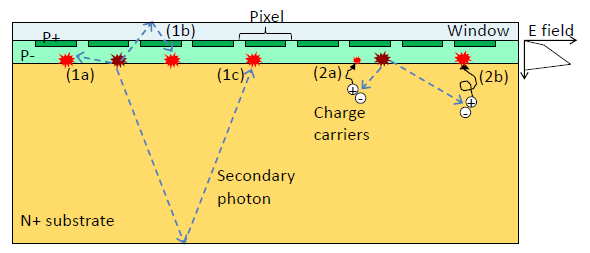 Pixel
(1b)
Window
E field
P+
P-
(1a)
(1c)
(2a)
(2b)
+
-
+
-
Charge
carriers
Secondary
photon
N+ substrate